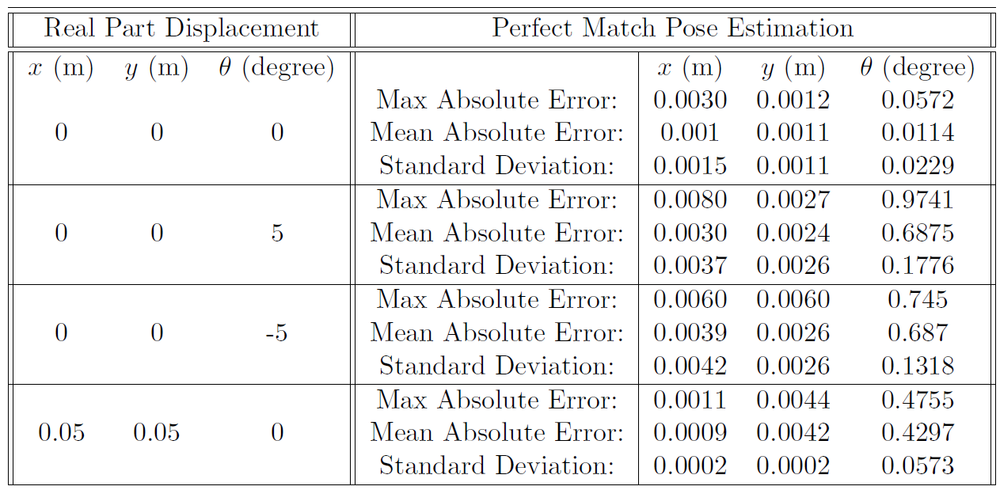 Real Part Displacement Perfect Match Pose Estimation
x (m) y (m) θ (degree) x (m) y (m) θ (degree)
Max Absolute Error: 0.0030 0.0012 0.0572
0 0 0 Mean Absolute Error: 0.001 0.0011 0.0114
Standard Deviation: 0.0015 0.0011 0.0229
Max Absolute Error: 0.0080 0.0027 0.9741
0 0 5 Mean Absolute Error: 0.0030 0.0024 0.6875
Standard Deviation: 0.0037 0.0026 0.1776
Max Absolute Error: 0.0060 0.0060 0.745
0 0 -5 Mean Absolute Error: 0.0039 0.0026 0.687
Standard Deviation: 0.0042 0.0026 0.1318
Max Absolute Error: 0.0011 0.0044 0.4755
0.05 0.05 0 Mean Absolute Error: 0.0009 0.0042 0.4297
Standard Deviation: 0.0002 0.0002 0.0573